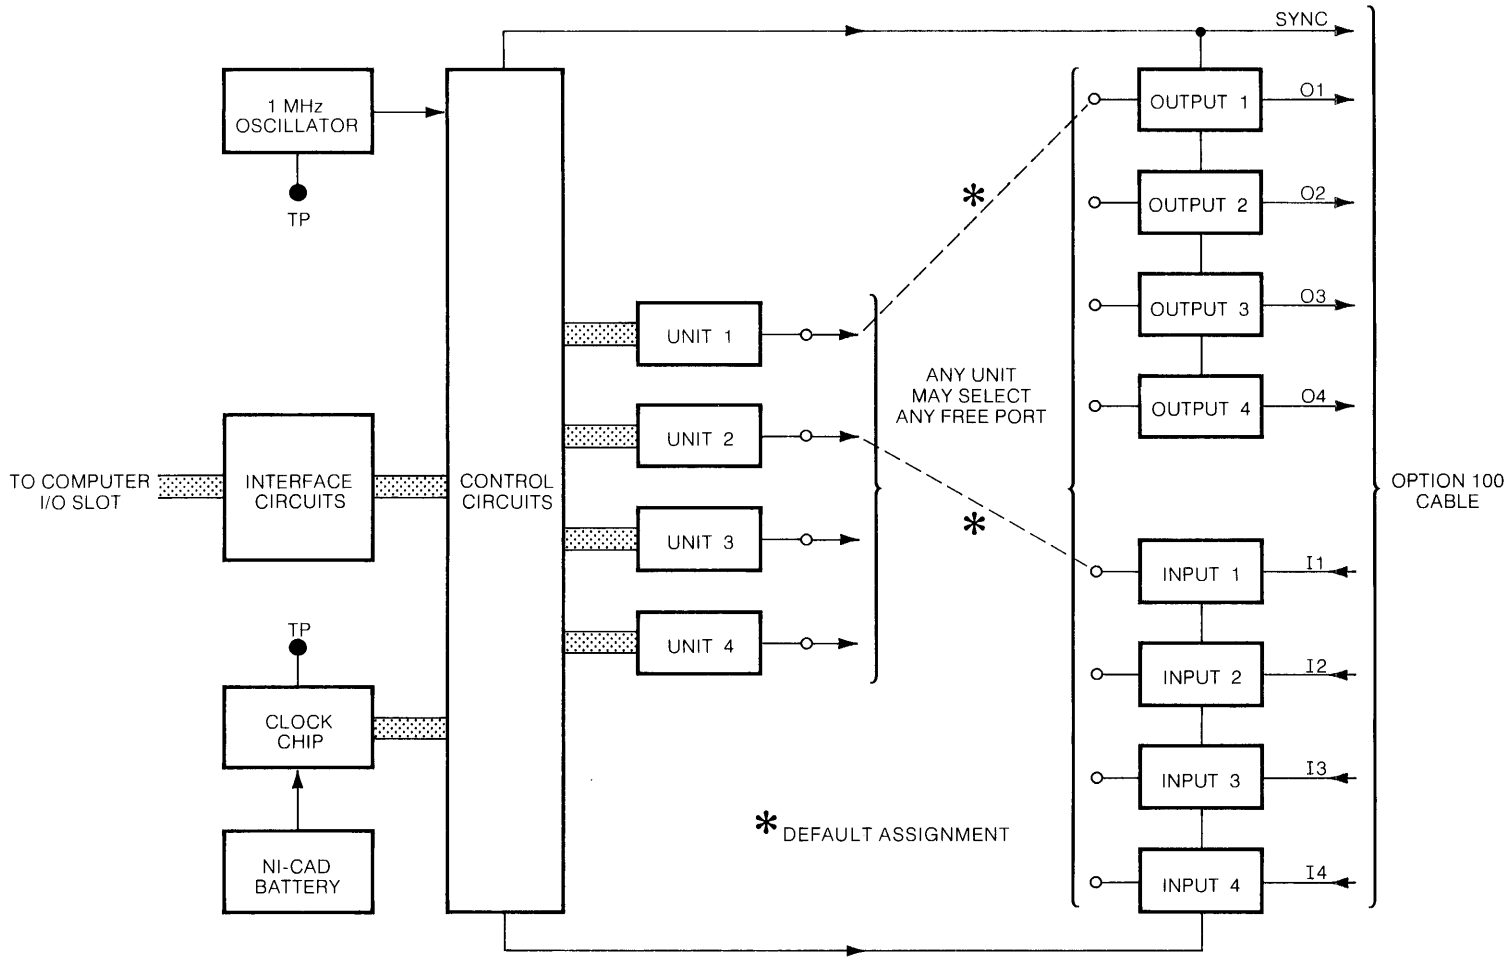 SYNC
1 MHz
OSCILLATOR
TP
OUTPUT 1
O1
OUTPUT 2
O2
OUTPUT 3
O3
OUTPUT 4
O4
UNIT 1
UNIT 2
UNIT 3
UNIT 4
*
ANY UNIT
MAY SELECT
ANY FREE PORT
*
TO COMPUTER
I/O SLOT
INTERFACE
CIRCUITS
CONTROL
CIRCUITS
OPTION 100
CABLE
INPUT 1
I1
INPUT 2
I2
INPUT 3
I3
INPUT 4
I4
TP
CLOCK
CHIP
NI-CAD
BATTERY
* DEFAULT ASSIGNMENT